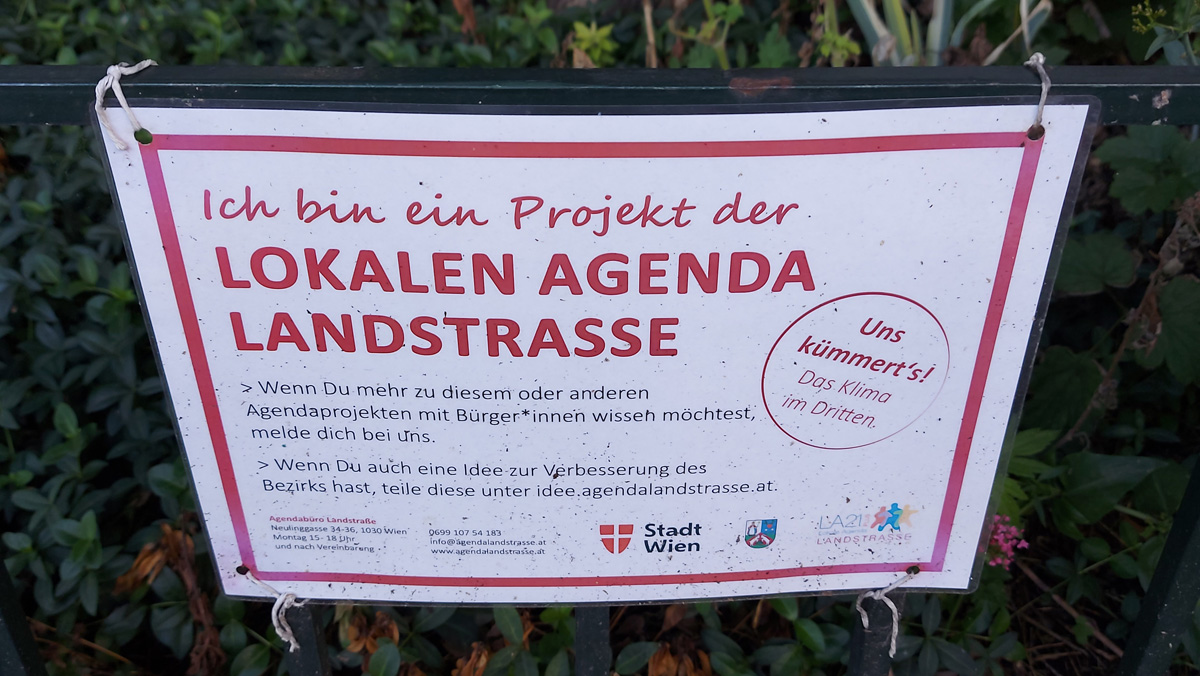 Ich bin ein Projekt der
LOKALEN AGENDA
LANDSTRASSE
Uns
kümmert's!
Das Klima
im Dritten.
> Wenn Du mehr zu diesem oder anderen
Agendaprojekten mit Bürger*innen wissen möchtest,
melde dich bei uns.
> Wenn Du auch eine Idee zur Verbesserung des
Bezirks hast, teile diese unter idee.agendalandstrasse.at.
Agendabüro Landstraße
Neulinggasse 34-36, 1030 Wien
Montag 15- 18 Uhr
und nach Vereinbarung
0699 107 54 183
info@agendalandstrasse.at
www.agendalandstrasse.at
Stadt
Wien
LA21
LANDSTRASSE